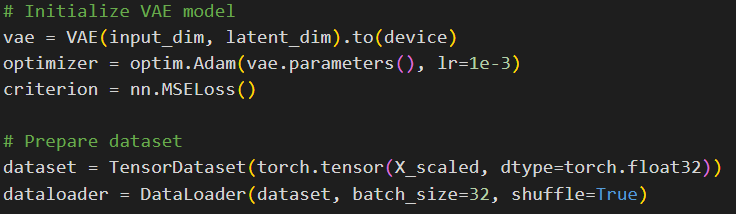 # Initialize VAE model
vae = VAE(input_dim, latent_dim).to(device)
optimizer = optim.Adam(vae.parameters(), lr=1e-3)
criterion = nn.MSELoss()
# Prepare dataset
dataset = TensorDataset(torch.tensor(X_scaled, dtype=torch.float32))
dataloader = DataLoader(dataset, batch_size=32, shuffle=True)